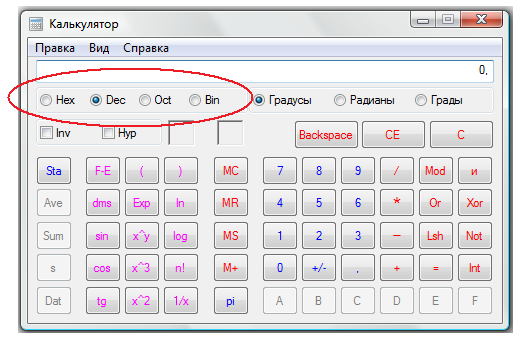 Калькулятор
Правка Вид Справка
0,
Hex Dec Oct Bin Градусы Радианы Грады
Inv Hyp Backspace CE C
Sta F-E ( ) MC 7 8 9 / Mod и
Ave dms Exp ln MR 4 5 6 * Or Xor
Sum sin x^y log MS 1 2 3 – Lsh Not
s cos x^3 n! M+ 0 +/- , + = Int
Dat tg x^2 1/x pi A B C D E F